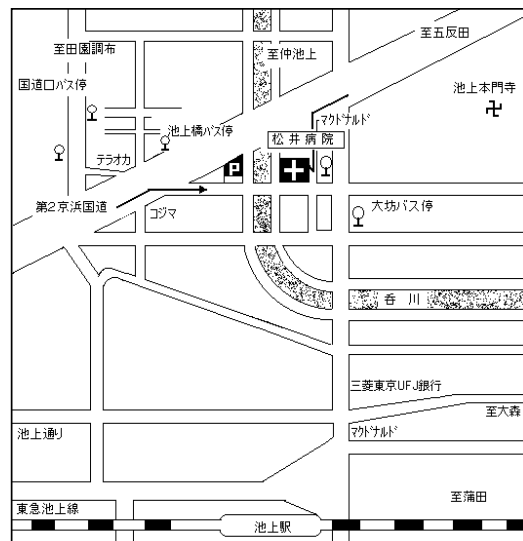 至五反田
至田園調布
至仲池上
国道口バス停
池上本門寺
マクドナルド
池上橋バス停
松井病院
テラオカ
P
第2京浜国道
コジマ
大坊バス停
呑川
三菱東京UFJ銀行
至大森
池上通り
マクドナルド
至蒲田
東急池上線
池上駅